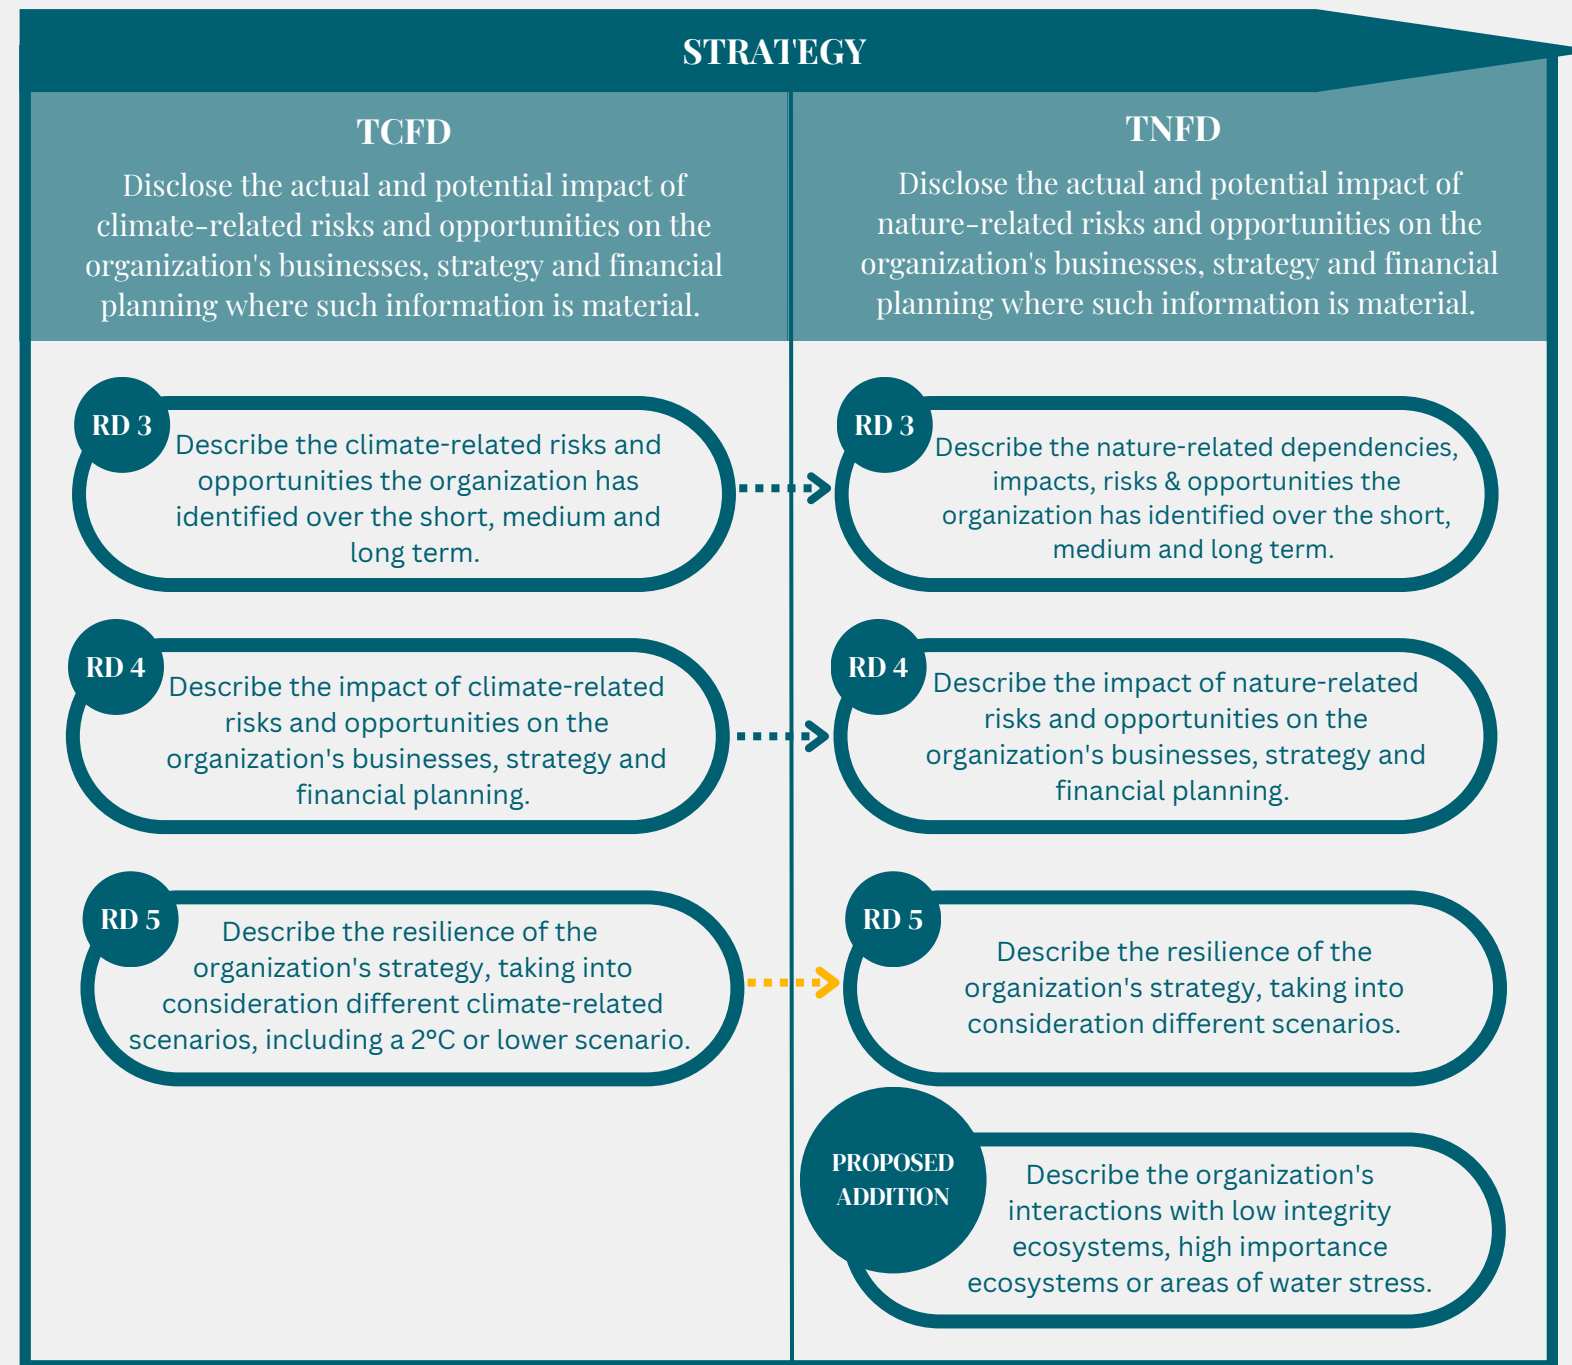 STRATEGY
TCFD
Disclose the actual and potential impact of
climate-related risks and opportunities on the
organization's businesses, strategy and financial
planning where such information is material.
TNFD
Disclose the actual and potential impact of
nature-related risks and opportunities on the
organization's businesses, strategy and financial
planning where such information is material.
RD 3
Describe the climate-related risks and
opportunities the organization has
identified over the short, medium and
long term.
RD 3
Describe the nature-related dependencies,
impacts, risks & opportunities the
organization has identified over the short,
medium and long term.
RD 4
Describe the impact of climate-related
risks and opportunities on the
organization's businesses, strategy and
financial planning.
RD 4
Describe the impact of nature-related
risks and opportunities on the
organization's businesses, strategy and
financial planning.
RD 5
Describe the resilience of the
organization's strategy, taking into
consideration different climate-related
scenarios, including a 2°C or lower scenario.
RD 5
Describe the resilience of the
organization's strategy, taking into
consideration different scenarios.
PROPOSED
ADDITION
Describe the organization's
interactions with low integrity
ecosystems, high importance
ecosystems or areas of water stress.